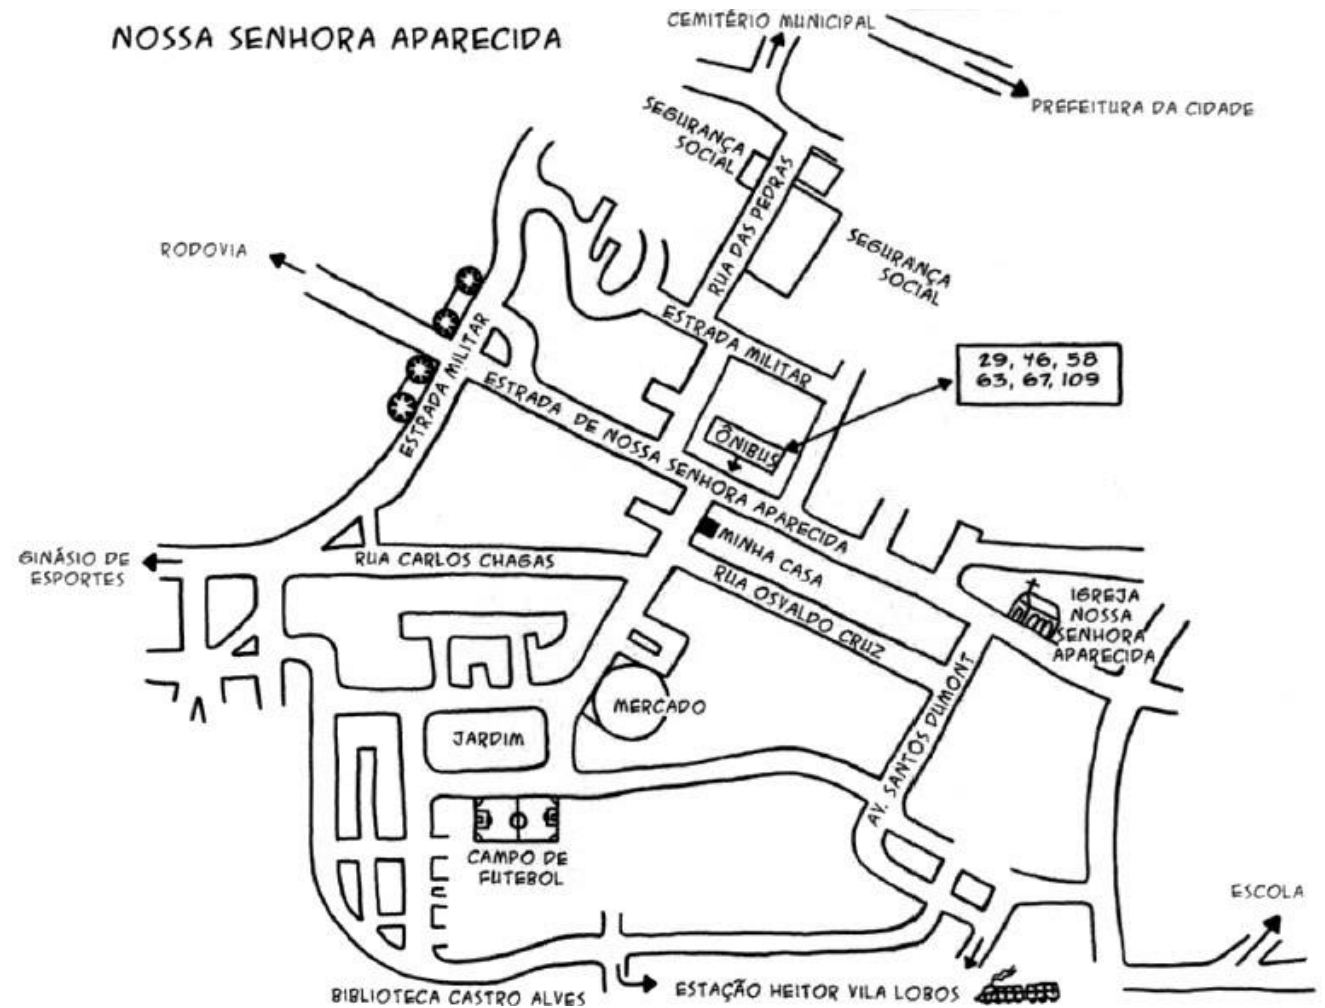 NOSSA SENHORA APARECIDA
CEMITÉRIO MUNICIPAL
PREFEITURA DA CIDADE
SEGURANÇA
SOCIAL
RUA DAS PEDRAS
SEGURANÇA
SOCIAL
RODOVIA
ESTRADA MILITAR
ESTRADA MILITAR
29, 46, 58
63, 67, 109
ESTRADA DE NOSSA SENHORA APARECIDA
ÔNIBUS
MINHA CASA
GINÁSIO DE
ESPORTES
RUA CARLOS CHAGAS
RUA OSVALDO CRUZ
IGREJA
NOSSA
SENHORA
APARECIDA
MERCADO
JARDIM
AV. SANTOS DUMONT
CAMPO DE
FUTEBOL
ESCOLA
BIBLIOTECA CASTRO ALVES
ESTAÇÃO HEITOR VILA LOBOS